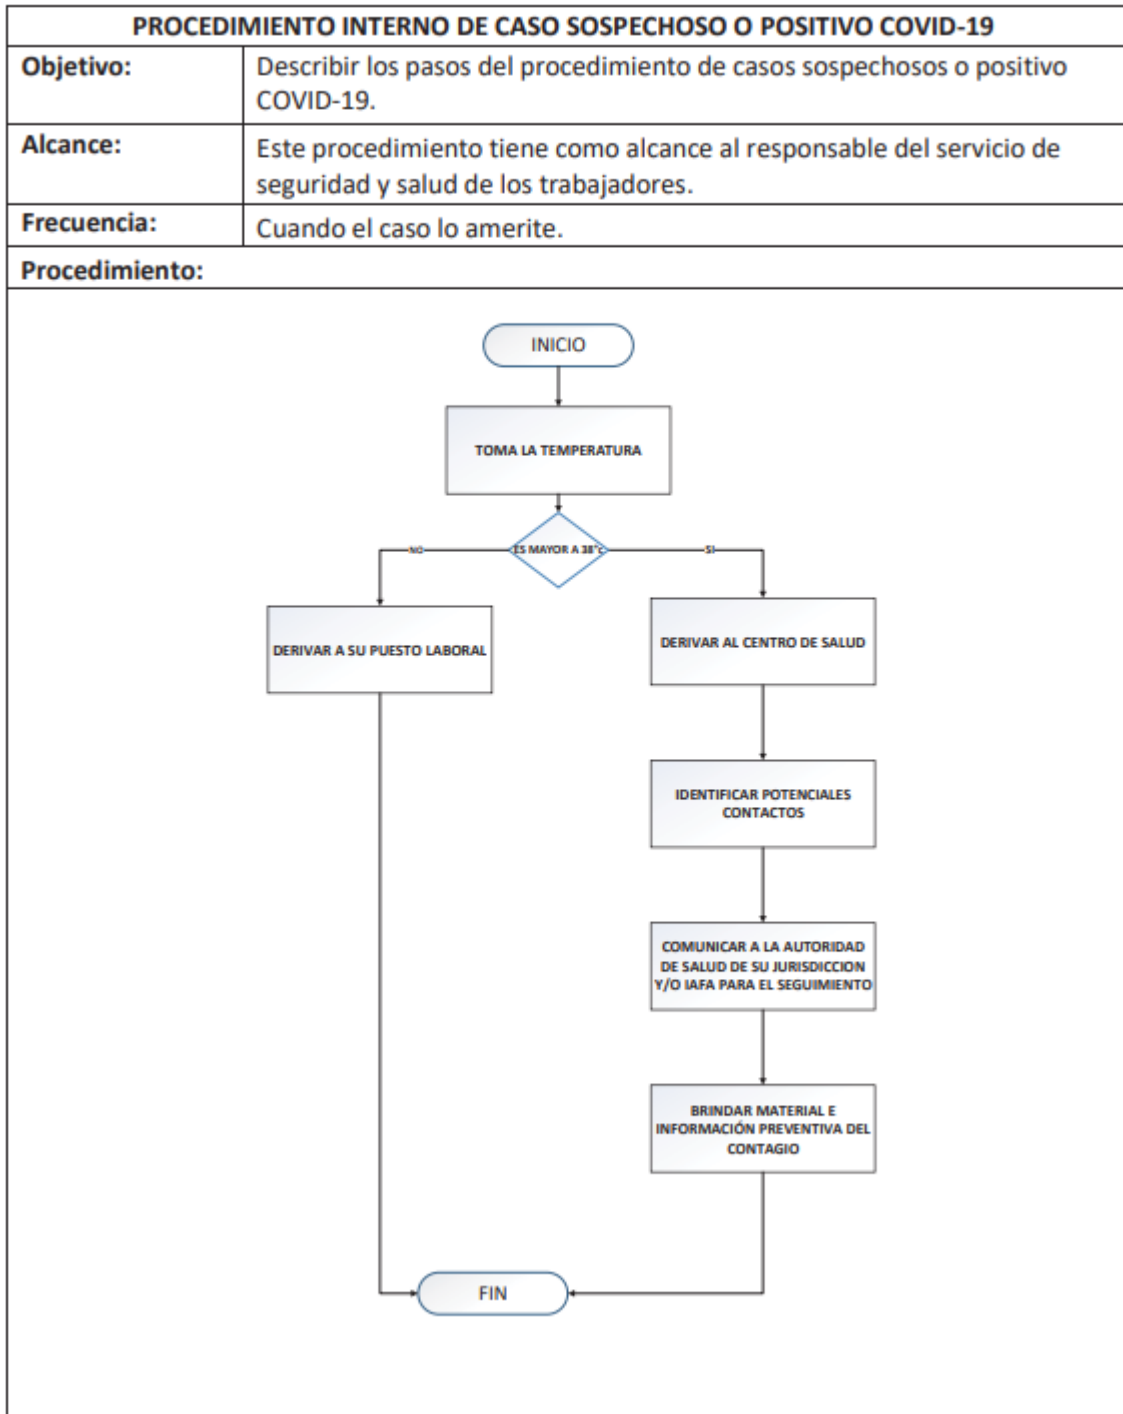 PROCEDIMIENTO INTERNO DE CASO SOSPECHOSO O POSITIVO COVID-19
Objetivo:
Describir los pasos del procedimiento de casos sospechosos o positivo
COVID-19.
Alcance:
Este procedimiento tiene como alcance al responsable del servicio de
seguridad y salud de los trabajadores.
Frecuencia:
Cuando el caso lo amerite.
Procedimiento:
INICIO
TOMA LA TEMPERATURA
ES MAYOR A 38°c
NO
SI
DERIVAR A SU PUESTO LABORAL
DERIVAR AL CENTRO DE SALUD
IDENTIFICAR POTENCIALES
CONTACTOS
COMUNICAR A LA AUTORIDAD
DE SALUD DE SU JURISDICCION
Y/O IAFA PARA EL SEGUIMIENTO
BRINDAR MATERIAL E
INFORMACIÓN PREVENTIVA DEL
CONTAGIO
FIN